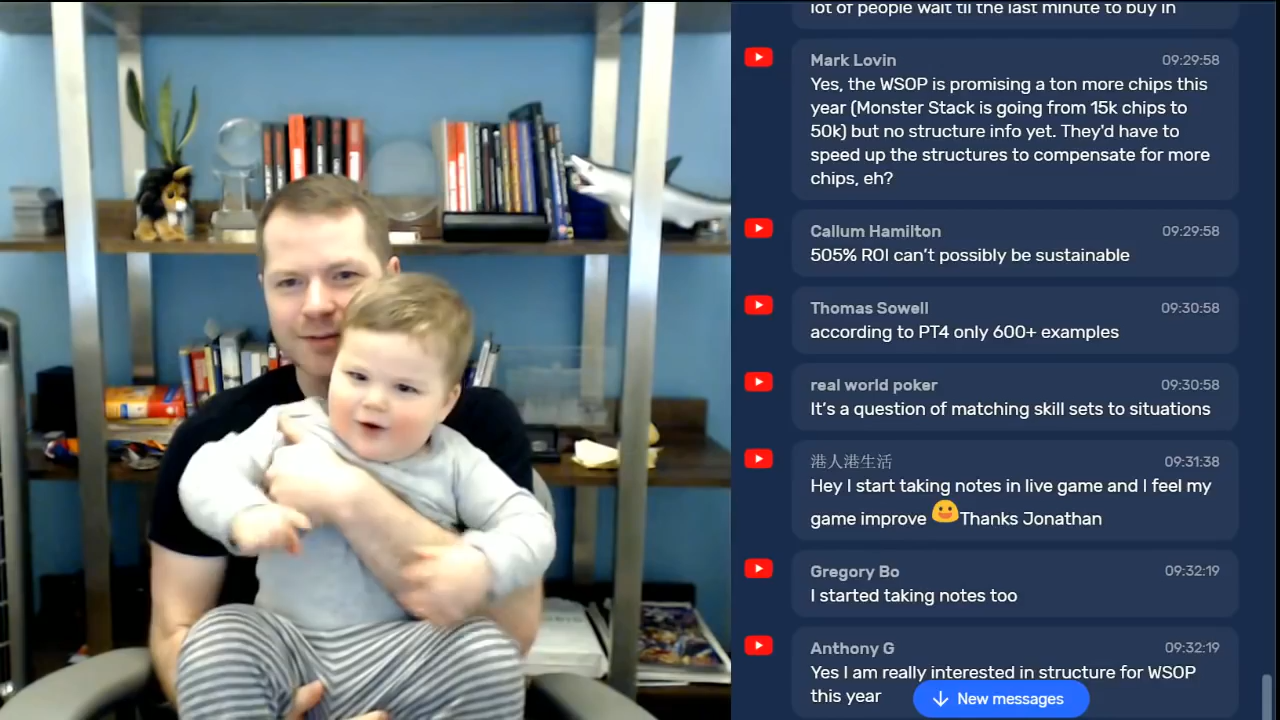 lot of people wait til the last minute to buy in
Mark Lovin 09:29:58
Yes, the WSOP is promising a ton more chips this
year (Monster Stack is going from 15k chips to
50k) but no structure info yet. They'd have to
speed up the structures to compensate for more
chips, eh?
Callum Hamilton 09:29:58
505% ROI can’t possibly be sustainable
Thomas Sowell 09:30:58
according to PT4 only 600+ examples
real world poker 09:30:58
It’s a question of matching skill sets to situations
港人港生活 09:31:38
Hey I start taking notes in live game and I feel my
game improve 😀Thanks Jonathan
Gregory Bo 09:32:19
I started taking notes too
Anthony G 09:32:19
Yes I am really interested in structure for WSOP
this year
New messages